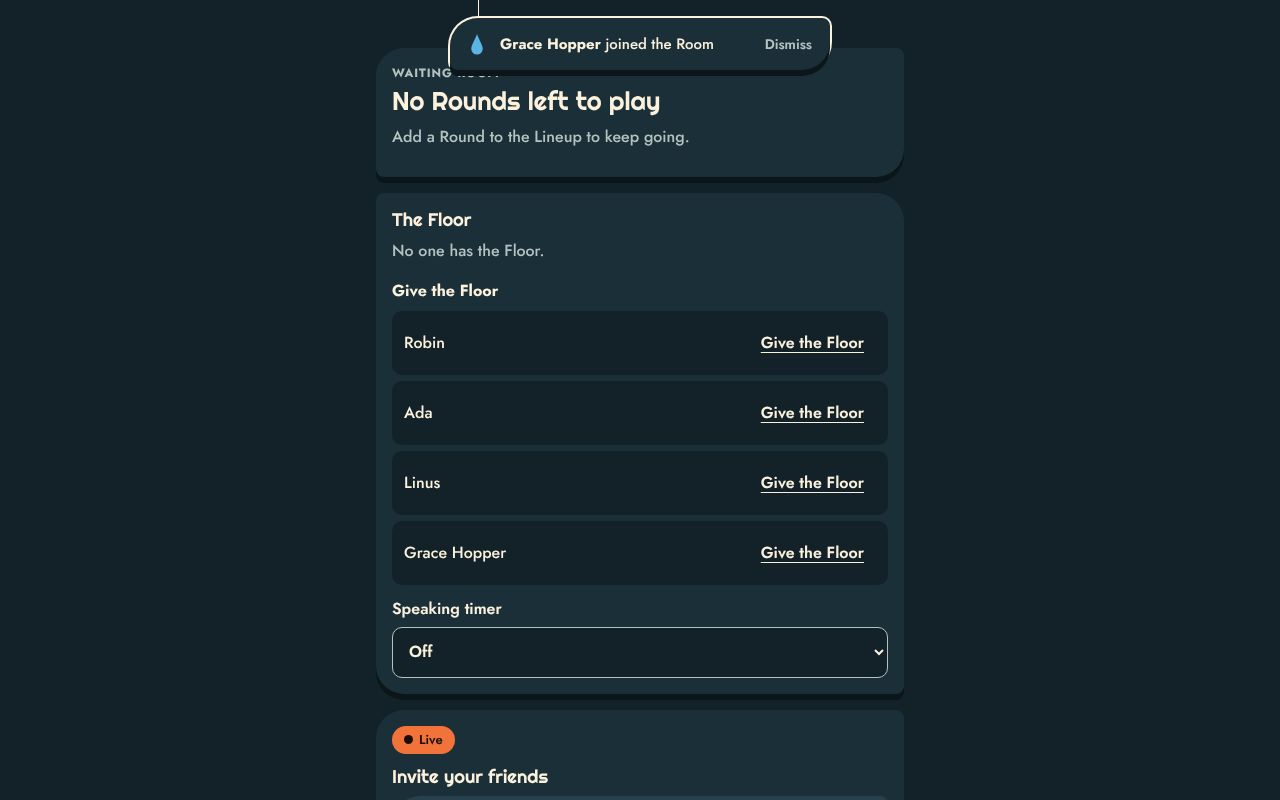 Grace Hopper joined the Room
Dismiss
WAITING
No Rounds left to play
Add a Round to the Lineup to keep going.
The Floor
No one has the Floor.
Give the Floor
Robin
Give the Floor
Ada
Give the Floor
Linus
Give the Floor
Grace Hopper
Give the Floor
Speaking timer
Off
Live
Invite your friends